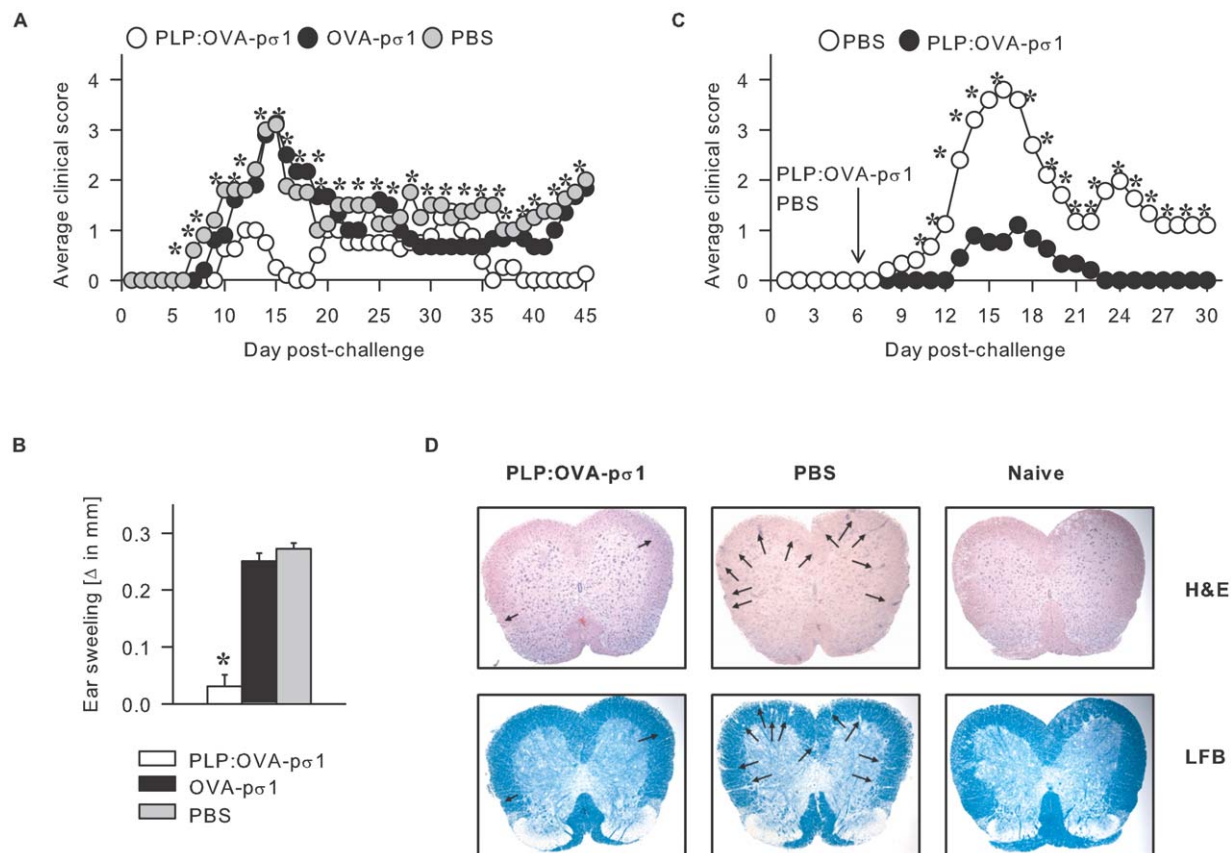 A
PLP:OVA-pσ1 OVA-pσ1 PBS
Average clinical score
4
3
2
1
0
* * * * * * * * * * * * * * * * * * * * * * * * * * * * * *
0 5 10 15 20 25 30 35 40 45
Day post-challenge
C
PBS PLP:OVA-pσ1
Average clinical score
4
3
2
1
0
PLP:OVA-pσ1
PBS
0 3 6 9 12 15 18 21 24 27 30
Day post-challenge
B
Ear sweeling [Δ in mm]
0.3
0.2
0.1
0.0
*
PLP:OVA-pσ1
OVA-pσ1
PBS
D
PLP:OVA-pσ1 PBS Naive
H&E
LFB